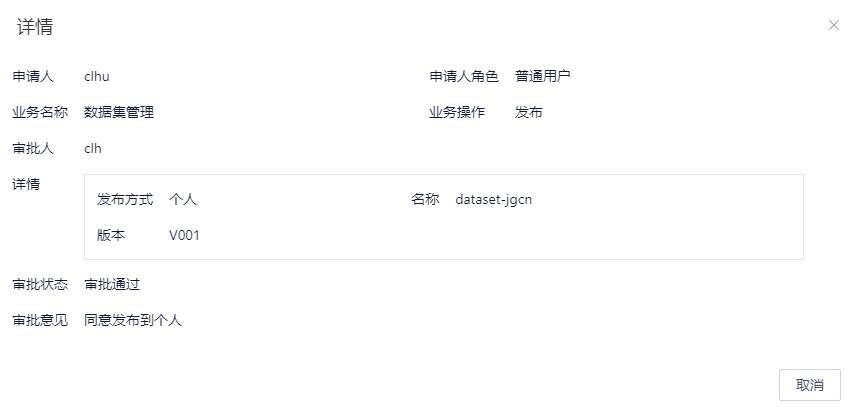 详情
申请人 clhu 申请人角色 普通用户
业务名称 数据集管理 业务操作 发布
审批人 clh
详情
发布方式 个人 名称 dataset-jgcn
版本 V001
审批状态 审批通过
审批意见 同意发布到个人
取消